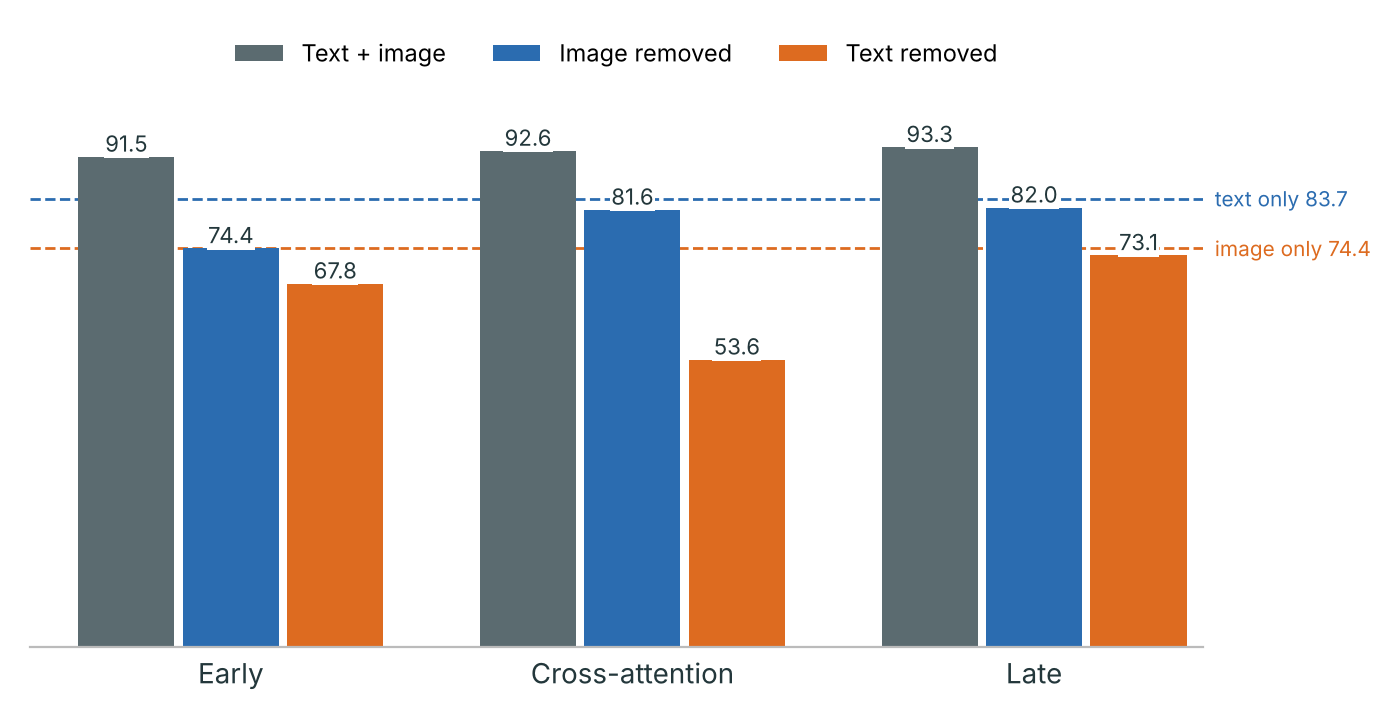 Text + image Image removed Text removed
91.5 74.4 67.8
92.6 81.6 53.6
93.3 82.0 73.1
text only 83.7
image only 74.4
Early Cross-attention Late